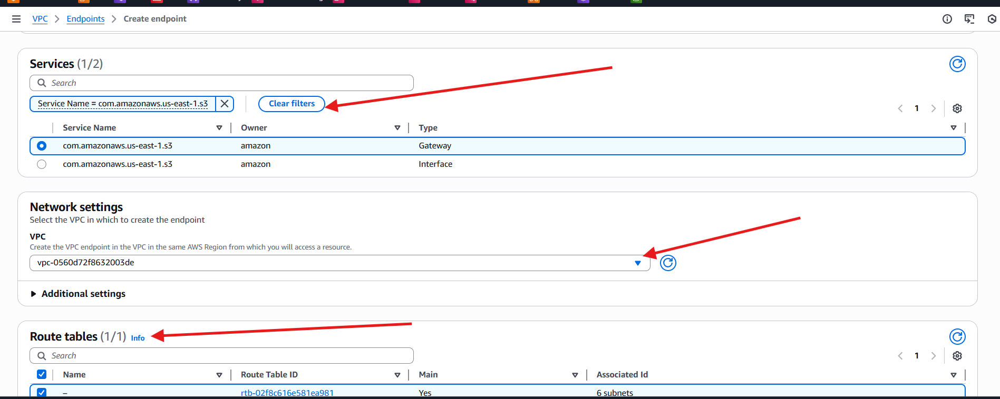 VPC > Endpoints > Create endpoint
Services (1/2)
Search
Service Name = com.amazonaws.us-east-1.s3
Clear filters
1
Service Name Owner Type
com.amazonaws.us-east-1.s3 amazon Gateway
com.amazonaws.us-east-1.s3 amazon Interface
Network settings
Select the VPC in which to create the endpoint
VPC
Create the VPC endpoint in the VPC in the same AWS Region from which you will access a resource.
vpc-0560d72f8632003de
Additional settings
Route tables (1/1) Info
Search
1
Name Route Table ID Main Associated Id
– rtb-02f8c616e581ea981 Yes 6 subnets